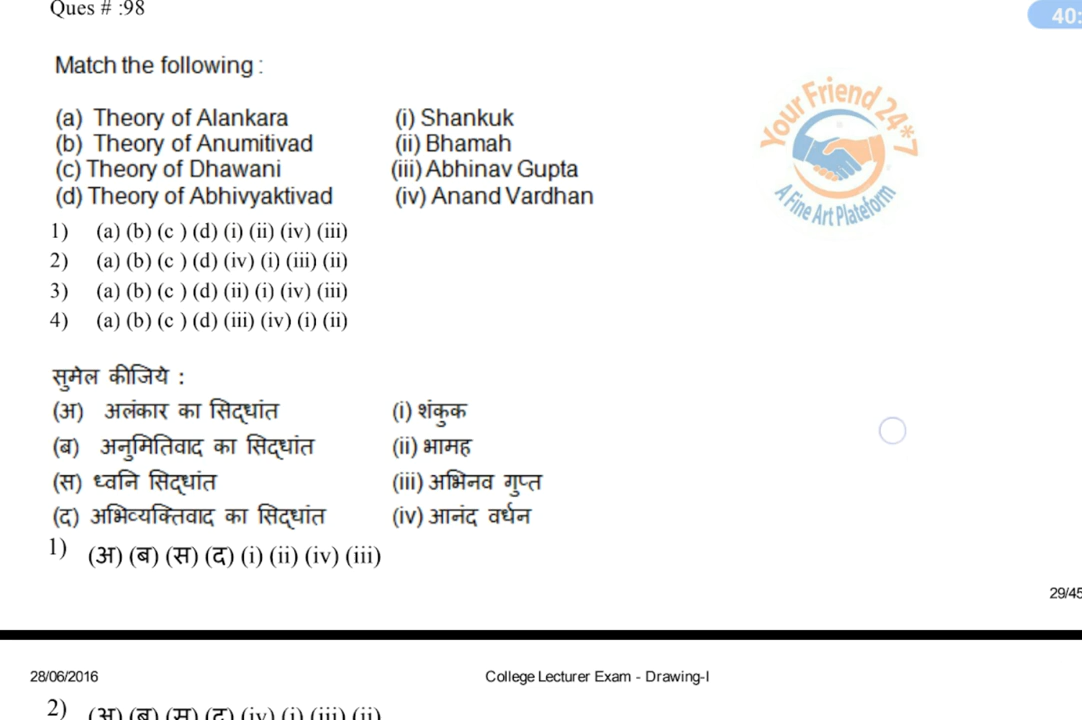 Ques # :98
40:
Match the following :
(a) Theory of Alankara (i) Shankuk
(b) Theory of Anumitivad (ii) Bhamah
(c) Theory of Dhawani (iii) Abhinav Gupta
(d) Theory of Abhivyaktivad (iv) Anand Vardhan
Your Friend 24*7
A Fine Art Plateform
1) (a) (b) (c ) (d) (i) (ii) (iv) (iii)
2) (a) (b) (c ) (d) (iv) (i) (iii) (ii)
3) (a) (b) (c ) (d) (ii) (i) (iv) (iii)
4) (a) (b) (c ) (d) (iii) (iv) (i) (ii)
सुमेल कीजिये :
(अ) अलंकार का सिद्धांत (i) शंकुक
(ब) अनुमितिवाद का सिद्धांत (ii) भामह
(स) ध्वनि सिद्धांत (iii) अभिनव गुप्त
(द) अभिव्यक्तिवाद का सिद्धांत (iv) आनंद वर्धन
1) (अ) (ब) (स) (द) (i) (ii) (iv) (iii)
29/45
28/06/2016 College Lecturer Exam - Drawing-I
2) (अ) (ब) (स) (द) (iv) (i) (iii) (ii)